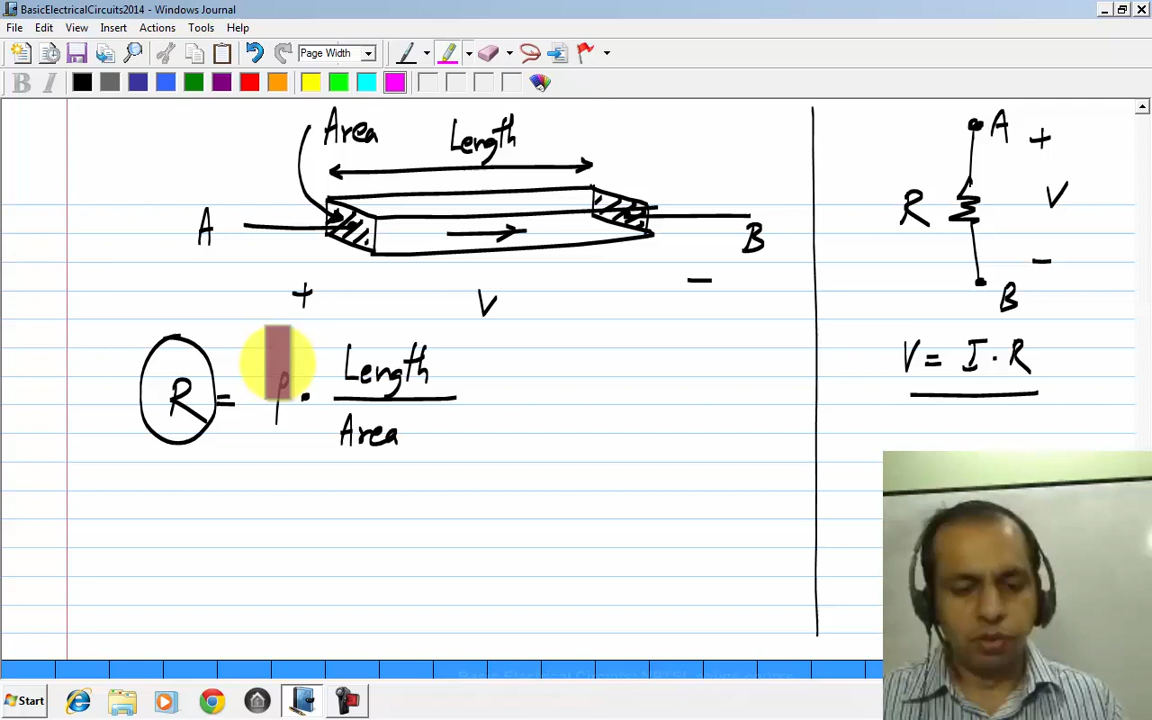 BasicElectricalCircuits2014 - Windows Journal
File Edit View Insert Actions Tools Help
Page Width
B I
Area
Length
A
B
+
V
−
R = ρ · Length
Area
A
+
R
V
−
B
V = I · R
Start